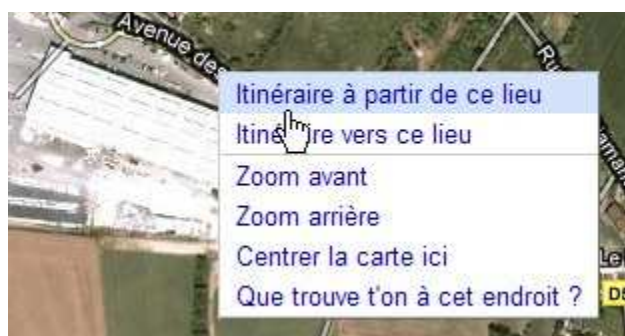 Avenue des
Ru
Itinéraire à partir de ce lieu
vers ce lieu
Zoom avant
Zoom arrière
Centrer la carte ici
Que trouve t'on à cet endroit ?